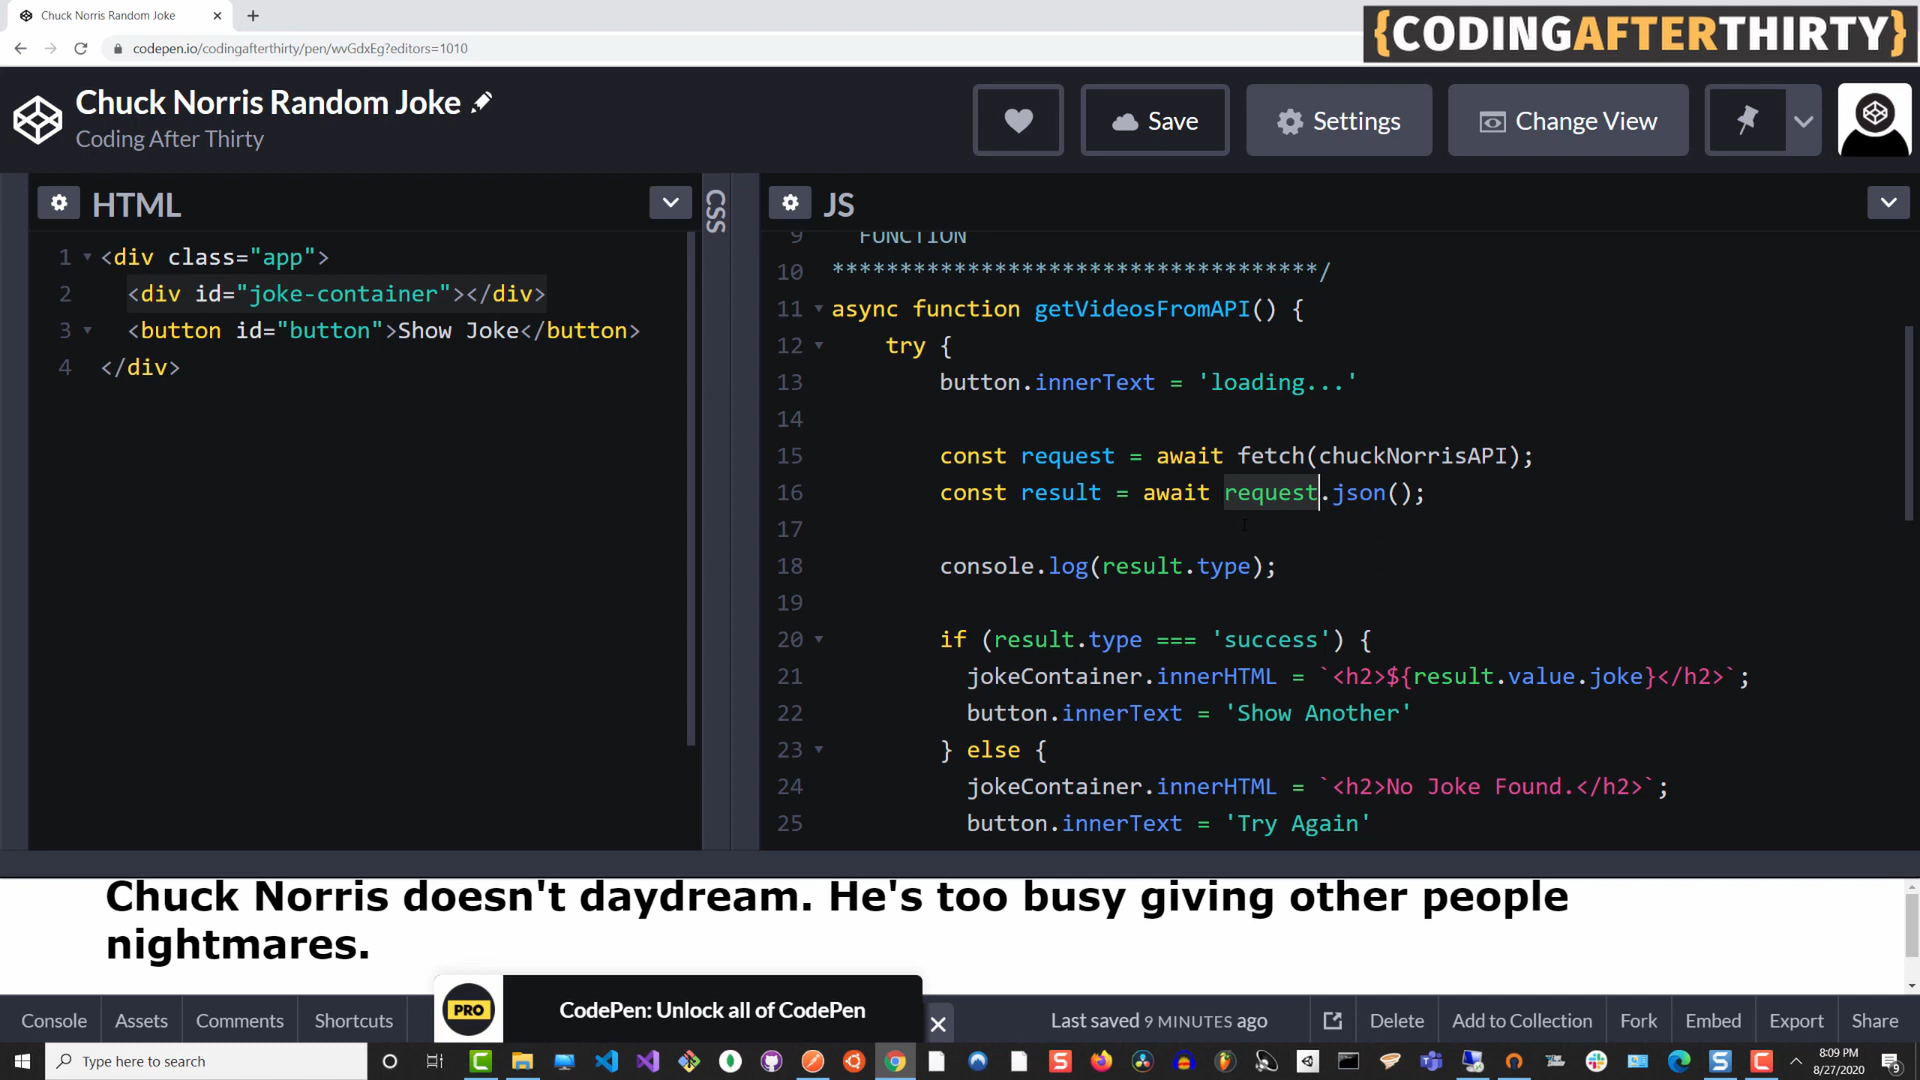 Chuck Norris Random Joke
codepen.io/codingafterthirty/pen/wvGdxEg?editors=1010
{CODINGAFTERTHIRTY}
Chuck Norris Random Joke
Coding After Thirty
Save
Settings
Change View
HTML
1 <div class="app">
2 <div id="joke-container"></div>
3 <button id="button">Show Joke</button>
4 </div>
CSS
JS
9 FUNCTION
10 ************************************/
11 async function getVideosFromAPI() {
12 try {
13 button.innerText = 'loading...'
14
15 const request = await fetch(chuckNorrisAPI);
16 const result = await request.json();
17
18 console.log(result.type);
19
20 if (result.type === 'success') {
21 jokeContainer.innerHTML = `<h2>${result.value.joke}</h2>`;
22 button.innerText = 'Show Another'
23 } else {
24 jokeContainer.innerHTML = `<h2>No Joke Found.</h2>`;
25 button.innerText = 'Try Again'
Chuck Norris doesn't daydream. He's too busy giving other people
nightmares.
Console Assets Comments Shortcuts
PRO
CodePen: Unlock all of CodePen
Last saved 9 MINUTES ago
Delete Add to Collection Fork Embed Export Share
Type here to search
8:09 PM
8/27/2020